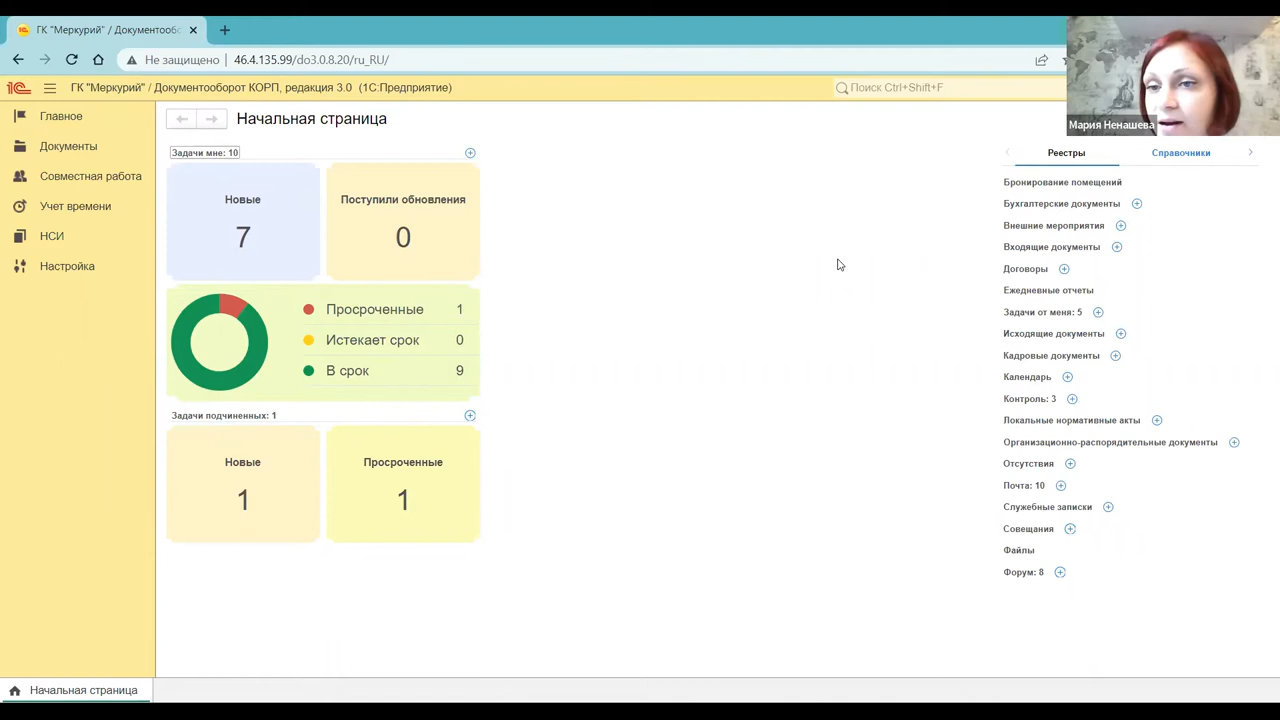 ГК "Меркурий" / Документообо
Не защищено
46.4.135.99/do3.0.8.20/ru_RU/
1С
ГК "Меркурий" / Документооборот КОРП, редакция 3.0 (1С:Предприятие)
Поиск Ctrl+Shift+F
Мария Ненашева
Главное
Документы
Совместная работа
Учет времени
НСИ
Настройка
Начальная страница
Задачи мне: 10
Новые
7
Поступили обновления
0
Просроченные 1
Истекает срок 0
В срок 9
Задачи подчиненных: 1
Новые
1
Просроченные
1
Реестры
Справочники
Бронирование помещений
Бухгалтерские документы
Внешние мероприятия
Входящие документы
Договоры
Ежедневные отчеты
Задачи от меня: 5
Исходящие документы
Кадровые документы
Календарь
Контроль: 3
Локальные нормативные акты
Организационно-распорядительные документы
Отсутствия
Почта: 10
Служебные записки
Совещания
Файлы
Форум: 8
Начальная страница